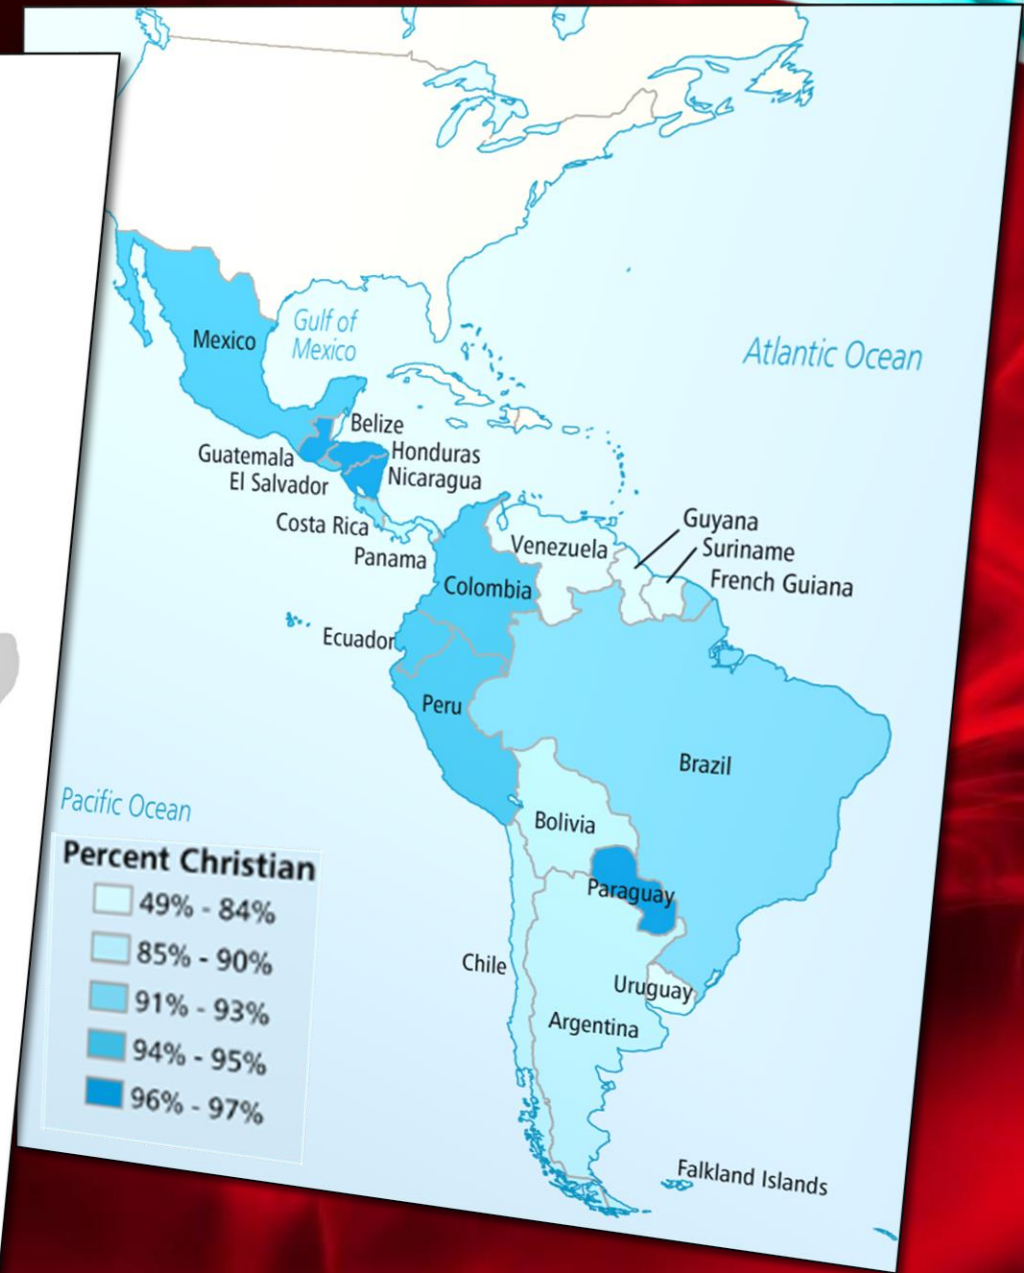 Mexico
Gulf of
Mexico
Atlantic Ocean
Belize
Guatemala
Honduras
El Salvador
Nicaragua
Costa Rica
Panama
Guyana
Venezuela
Suriname
Colombia
French Guiana
Ecuador
Peru
Brazil
Pacific Ocean
Bolivia
Percent Christian
49% - 84%
85% - 90%
91% - 93%
94% - 95%
96% - 97%
Paraguay
Chile
Uruguay
Argentina
Falkland Islands